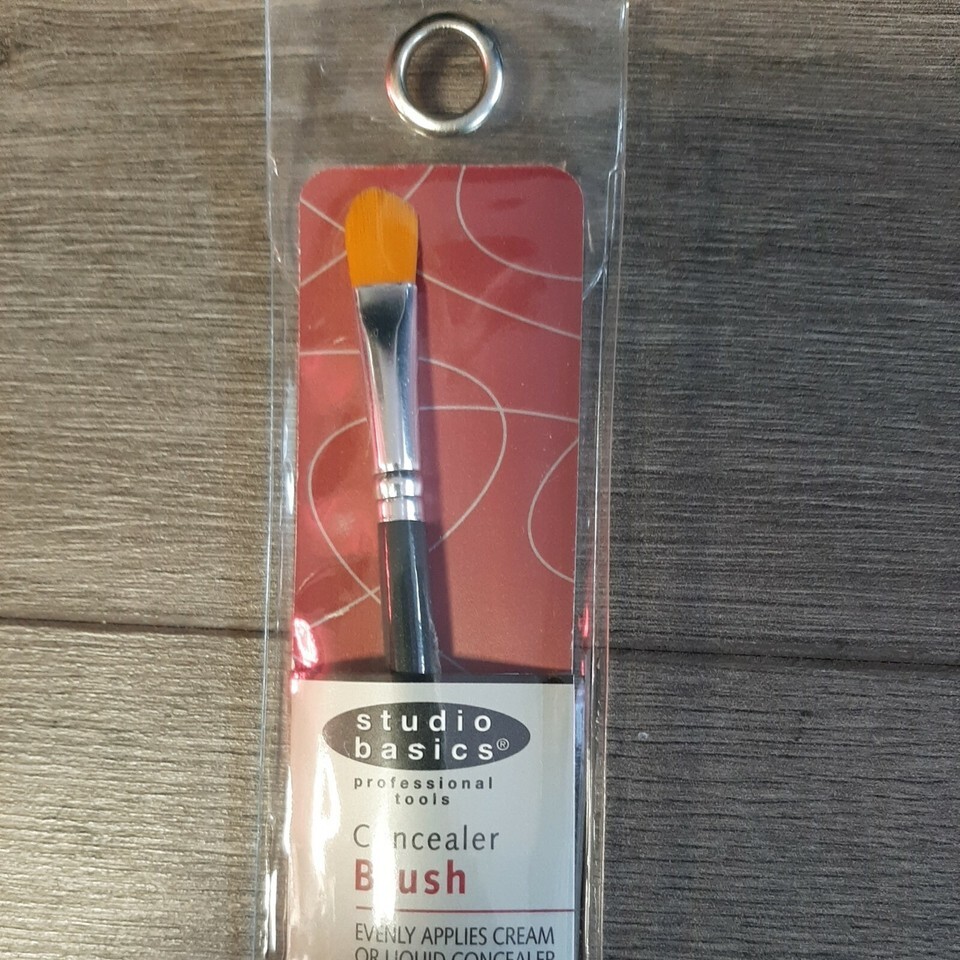 studio
basics®
professional
tools
Concealer
Brush
EVENLY APPLIES CREAM
OR LIQUID CONCEALER